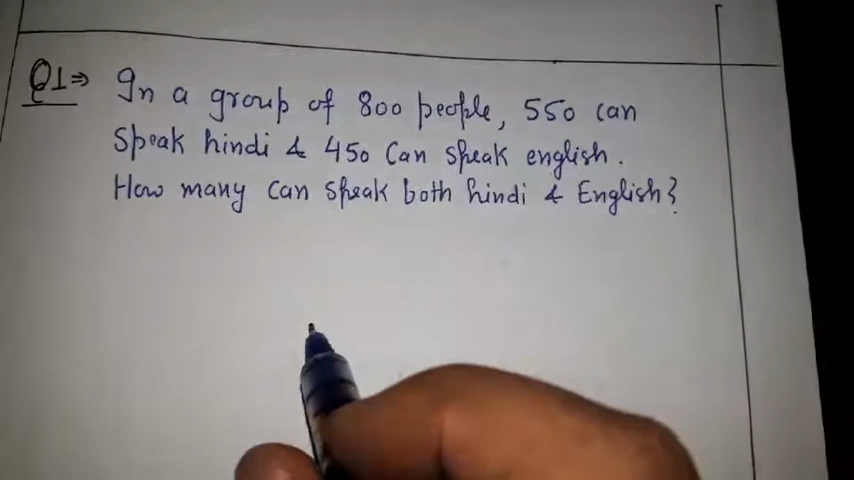 Q1⇒ In a group of 800 people, 550 can
speak hindi & 450 Can speak english.
How many can speak both hindi & English?